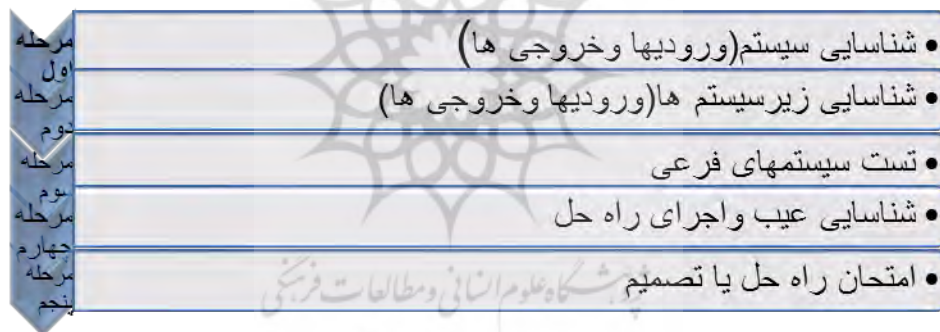 مرحله اول
• شناسایی سیستم(ورودیها وخروجی ها)
مرحله دوم
• شناسایی زیرسیستم ها(ورودیها وخروجی ها)
مرحله سوم
• تست سیستمهای فرعی
مرحله چهارم
• شناسایی عیب واجرای راه حل
مرحله پنجم
• امتحان راه حل یا تصمیم
پژوهشگاه علوم انسانی و مطالعات فرهنگی